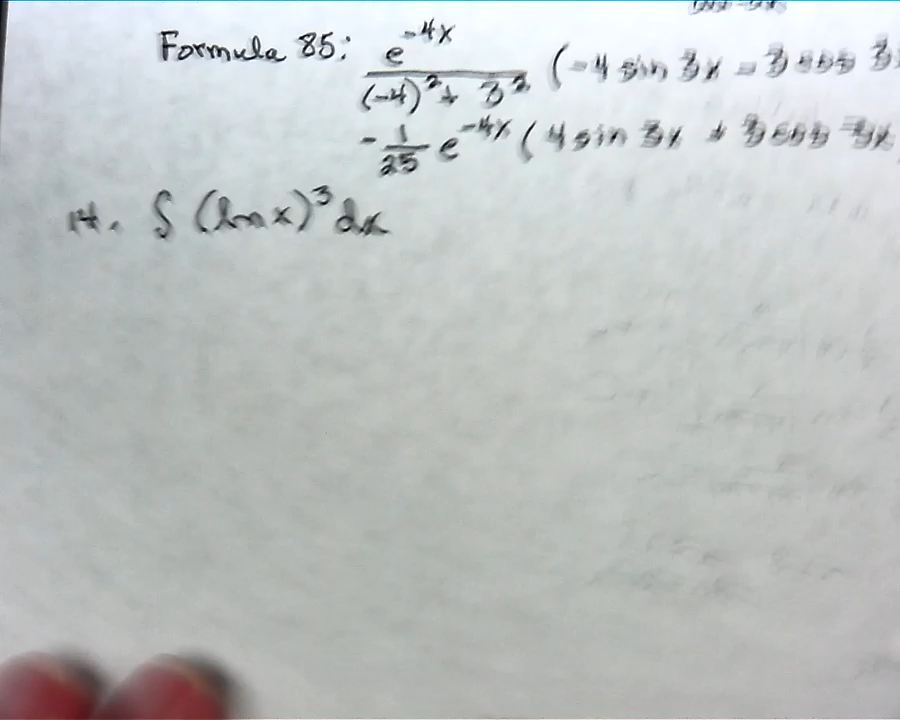 Formula 85: e^-4x / (-4)^2 + 3^2 (-4 sin 3x - 3 cos 3
- 1/25 e^-4x (4 sin 3x + 3 cos 3x
14. ∫ (ln x)^3 dx